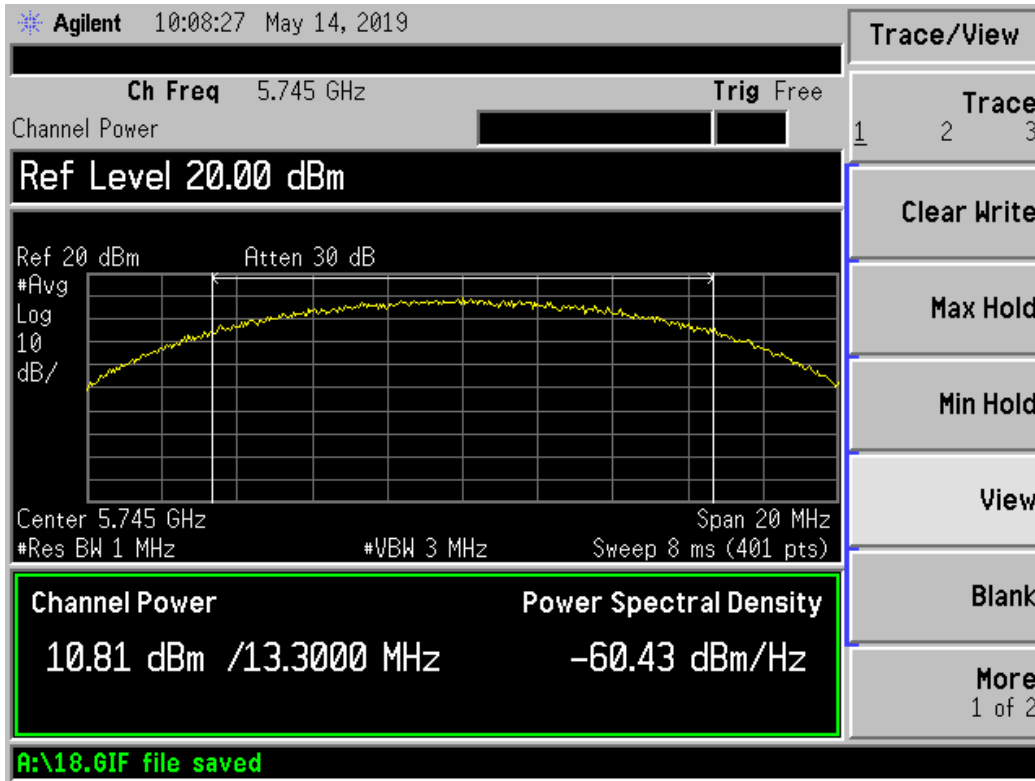 Agilent 10:08:27 May 14, 2019
Trace/View
Ch Freq 5.745 GHz Trig Free
Channel Power
Trace
1 2 3
Ref Level 20.00 dBm
Clear Write
Ref 20 dBm Atten 30 dB
#Avg
Log
10
dB/
Max Hold
Min Hold
View
Center 5.745 GHz Span 20 MHz
#Res BW 1 MHz #VBW 3 MHz Sweep 8 ms (401 pts)
Blank
Channel Power Power Spectral Density
10.81 dBm /13.3000 MHz -60.43 dBm/Hz
More
1 of 2
A:\18.GIF file saved